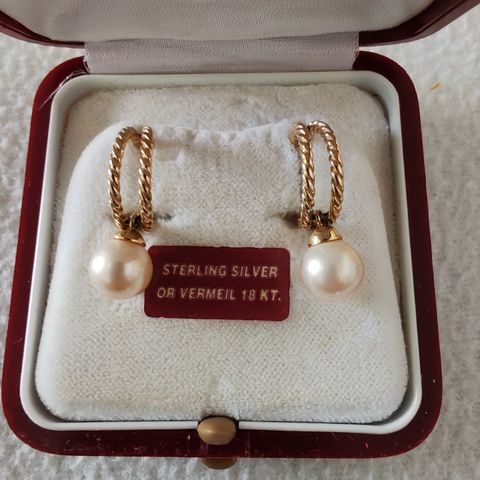 STERLING SILVER
OR VERMEIL 18 KT.